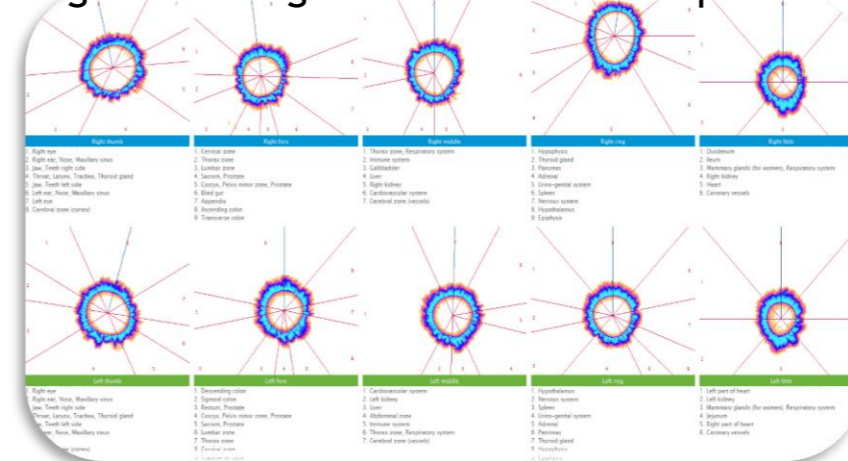 Right thumb
1. Right eye
2. Right ear, Nose, Maxillary sinus
3. Jaw, Teeth right side
4. Throat, Larynx, Trachea, Thyroid gland
5. Jaw, Teeth left side
6. Left ear, Nose, Maxillary sinus
7. Left eye
8. Cerebral zone (cortex)
Right fore
1. Cervical zone
2. Thorax zone
3. Lumbar zone
4. Sacrum, Prostate
5. Coccyx, Pelvis minor zone, Prostate
6. Blind gut
7. Appendix
8. Ascending colon
9. Transverse colon
Right middle
1. Thorax zone, Respiratory system
2. Immune system
3. Gallbladder
4. Liver
5. Right kidney
6. Cardiovascular system
7. Cerebral zone (vessels)
Right ring
1. Hypophysis
2. Thyroid gland
3. Pancreas
4. Adrenal
5. Urino-genital system
6. Spleen
7. Nervous system
8. Hypothalamus
9. Epiphysis
Right little
1. Duodenum
2. Ileum
3. Mammary glands (for women), Respiratory system
4. Right kidney
5. Heart
6. Coronary vessels
Left thumb
Right eye
Right ear, Nose, Maxillary sinus
Jaw, Teeth right side
Throat, Larynx, Trachea, Thyroid gland
Teeth left side
ear, Nose, Maxillary sinus
zone (cortex)
Left fore
1. Descending colon
2. Sigmoid colon
3. Rectum, Prostate
4. Coccyx, Pelvis minor zone, Prostate
5. Sacrum, Prostate
6. Lumbar zone
7. Thorax zone
8. Cervical zone
Left middle
1. Cardiovascular system
2. Left kidney
3. Liver
4. Abdominal zone
5. Immune system
6. Thorax zone, Respiratory system
7. Cerebral zone (vessels)
Left ring
1. Hypothalamus
2. Nervous system
3. Spleen
4. Urino-genital system
5. Adrenal
6. Pancreas
7. Thyroid gland
8. Hypophysis
9. Epiphysis
Left little
1. Left part of heart
2. Left kidney
3. Mammary glands (for women), Respiratory system
4. Jejunum
5. Right part of heart
6. Coronary vessels